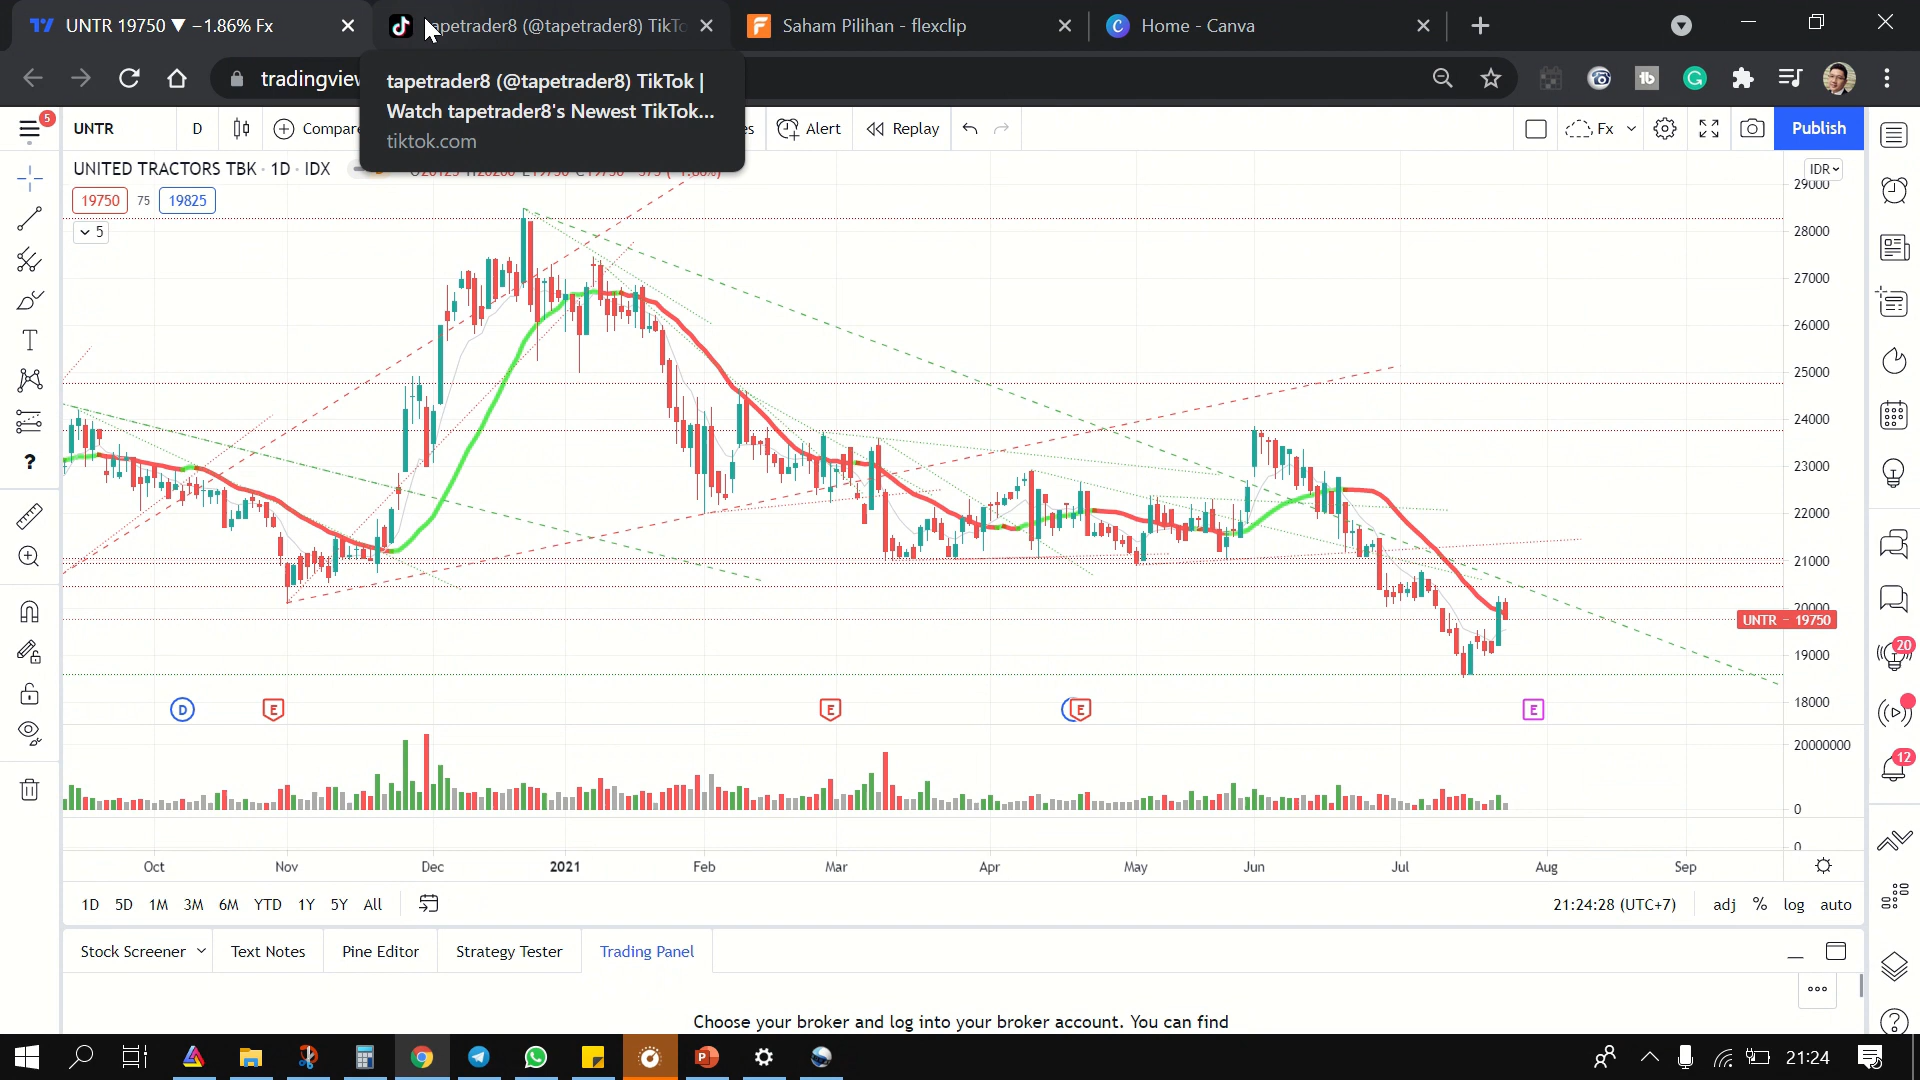 UNTR 19750 ▼ −1.86% Fx
apetrader8 (@tapetrader8) TikTo
Saham Pilihan - flexclip
Home - Canva
tradingview
tapetrader8 (@tapetrader8) TikTok |
Watch tapetrader8's Newest TikTok...
tiktok.com
5
UNTR
D
Compare
Alert
Replay
Fx
Publish
UNITED TRACTORS TBK · 1D · IDX
IDR
19750
75
19825
5
29000
28000
27000
26000
25000
24000
23000
22000
21000
20000
UNTR − 19750
19000
18000
D
E
E
E
E
20000000
0
0
Oct
Nov
Dec
2021
Feb
Mar
Apr
May
Jun
Jul
Aug
Sep
1D
5D
1M
3M
6M
YTD
1Y
5Y
All
21:24:28 (UTC+7)
adj
%
log
auto
Stock Screener
Text Notes
Pine Editor
Strategy Tester
Trading Panel
Choose your broker and log into your broker account. You can find
20
12
21:24